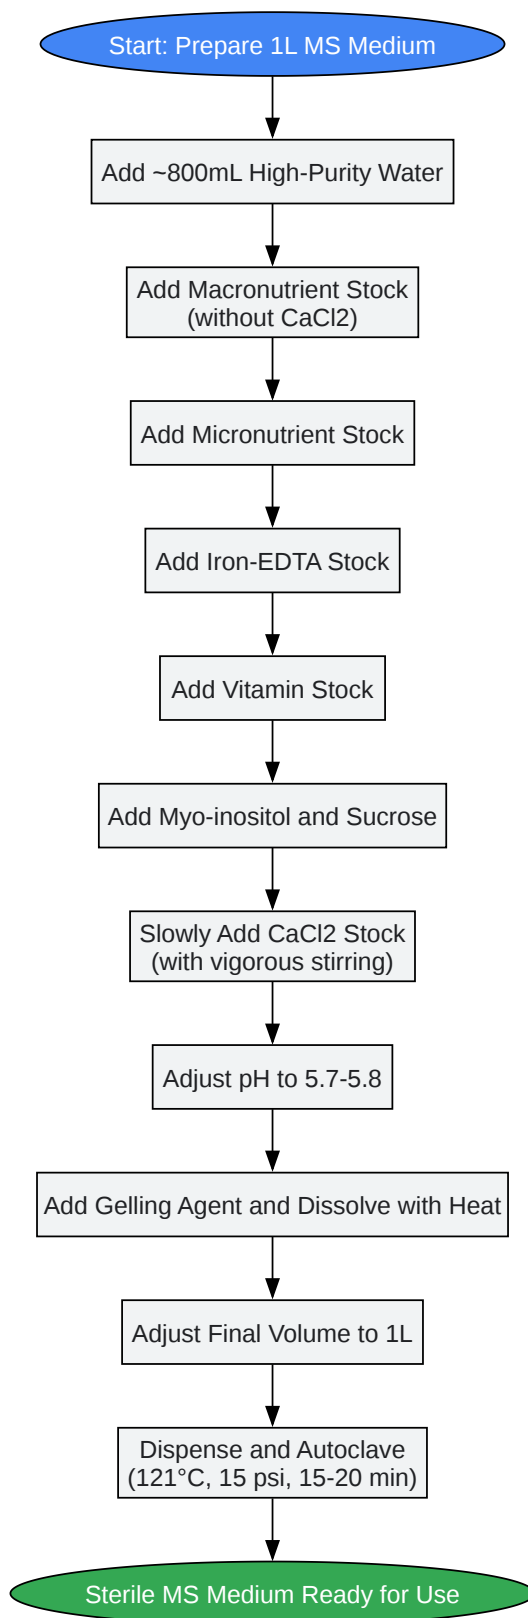 Start: Prepare 1L MS Medium
Add ~800mL High-Purity Water
Add Macronutrient Stock
(without CaCl2)
Add Micronutrient Stock
Add Iron-EDTA Stock
Add Vitamin Stock
Add Myo-inositol and Sucrose
Slowly Add CaCl2 Stock
(with vigorous stirring)
Adjust pH to 5.7-5.8
Add Gelling Agent and Dissolve with Heat
Adjust Final Volume to 1L
Dispense and Autoclave
(121°C, 15 psi, 15-20 min)
Sterile MS Medium Ready for Use